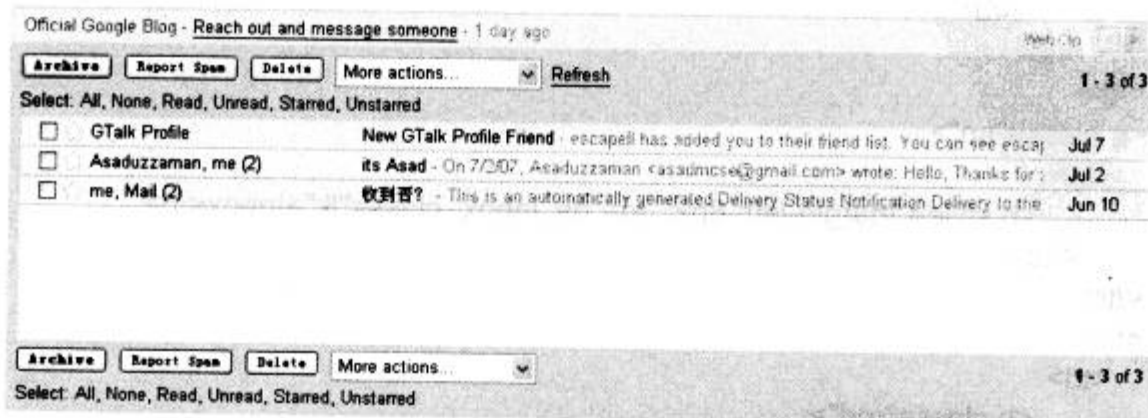 Official Google Blog - Reach out and message someone - 1 day ago Web Clip
Archive Report Spam Delete More actions... Refresh 1 - 3 of 3
Select: All, None, Read, Unread, Starred, Unstarred
GTalk Profile New GTalk Profile Friend - escapell has added you to their friend list. You can see escap Jul 7
Asaduzzaman, me (2) its Asad - On 7/2/07, Asaduzzaman <asadmcse@gmail.com> wrote: Hello, Thanks for Jul 2
me, Mail (2) 收到否? - This is an automatically generated Delivery Status Notification Delivery to the Jun 10
Archive Report Spam Delete More actions... - 3 of 3
Select: All, None, Read, Unread, Starred, Unstarred